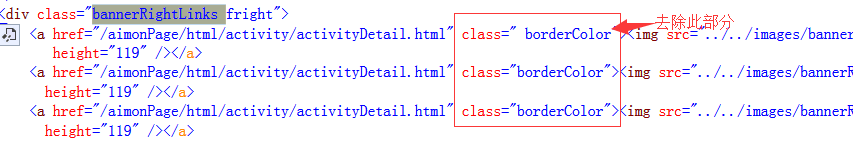 <div class="bannerRightLinks fright">
去除此部分
<a href="/aimonPage/html/activity/activityDetail.html" class=" borderColor"><img src="../../images/banner
height="119" /></a>
<a href="/aimonPage/html/activity/activityDetail.html" class="borderColor"><img src="../../images/bannerR
height="119" /></a>
<a href="/aimonPage/html/activity/activityDetail.html" class="borderColor"><img src="../../images/bannerR
height="119" /></a>